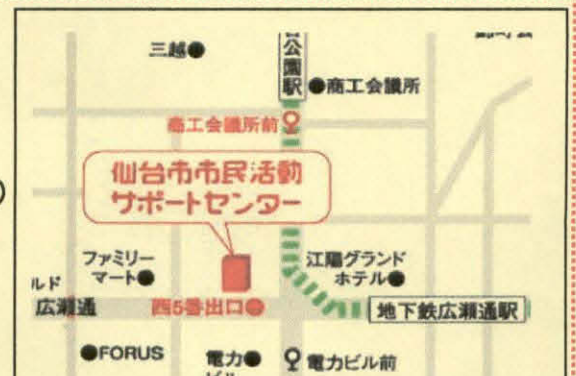 三越●
公園駅
●商工会議所
商工会議所前
仙台市市民活動
サポートセンター
ファミリー
マート●
江陽グランド
ホテル●
ルド
広瀬通
西5番出口●
地下鉄広瀬通駅
●FORUS
電力●
ビル
電力ビル前